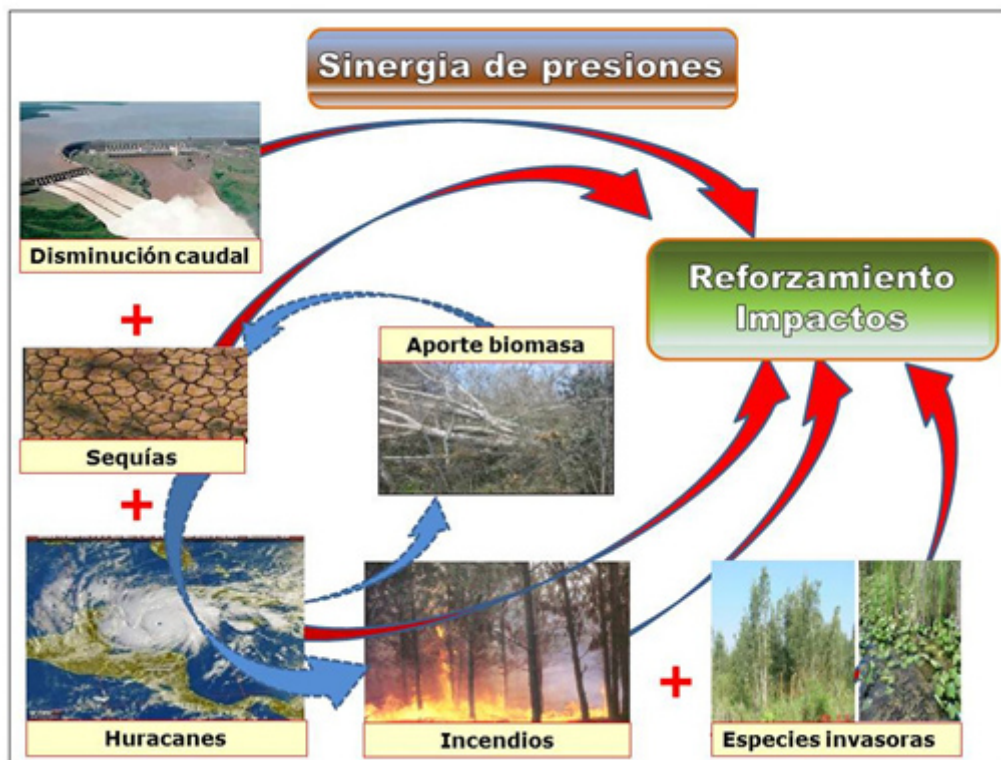 Sinergia de presiones
Disminución caudal
+
Reforzamiento
Impactos
Aporte biomasa
Sequías
+
Huracanes
Incendios
+
Especies invasoras